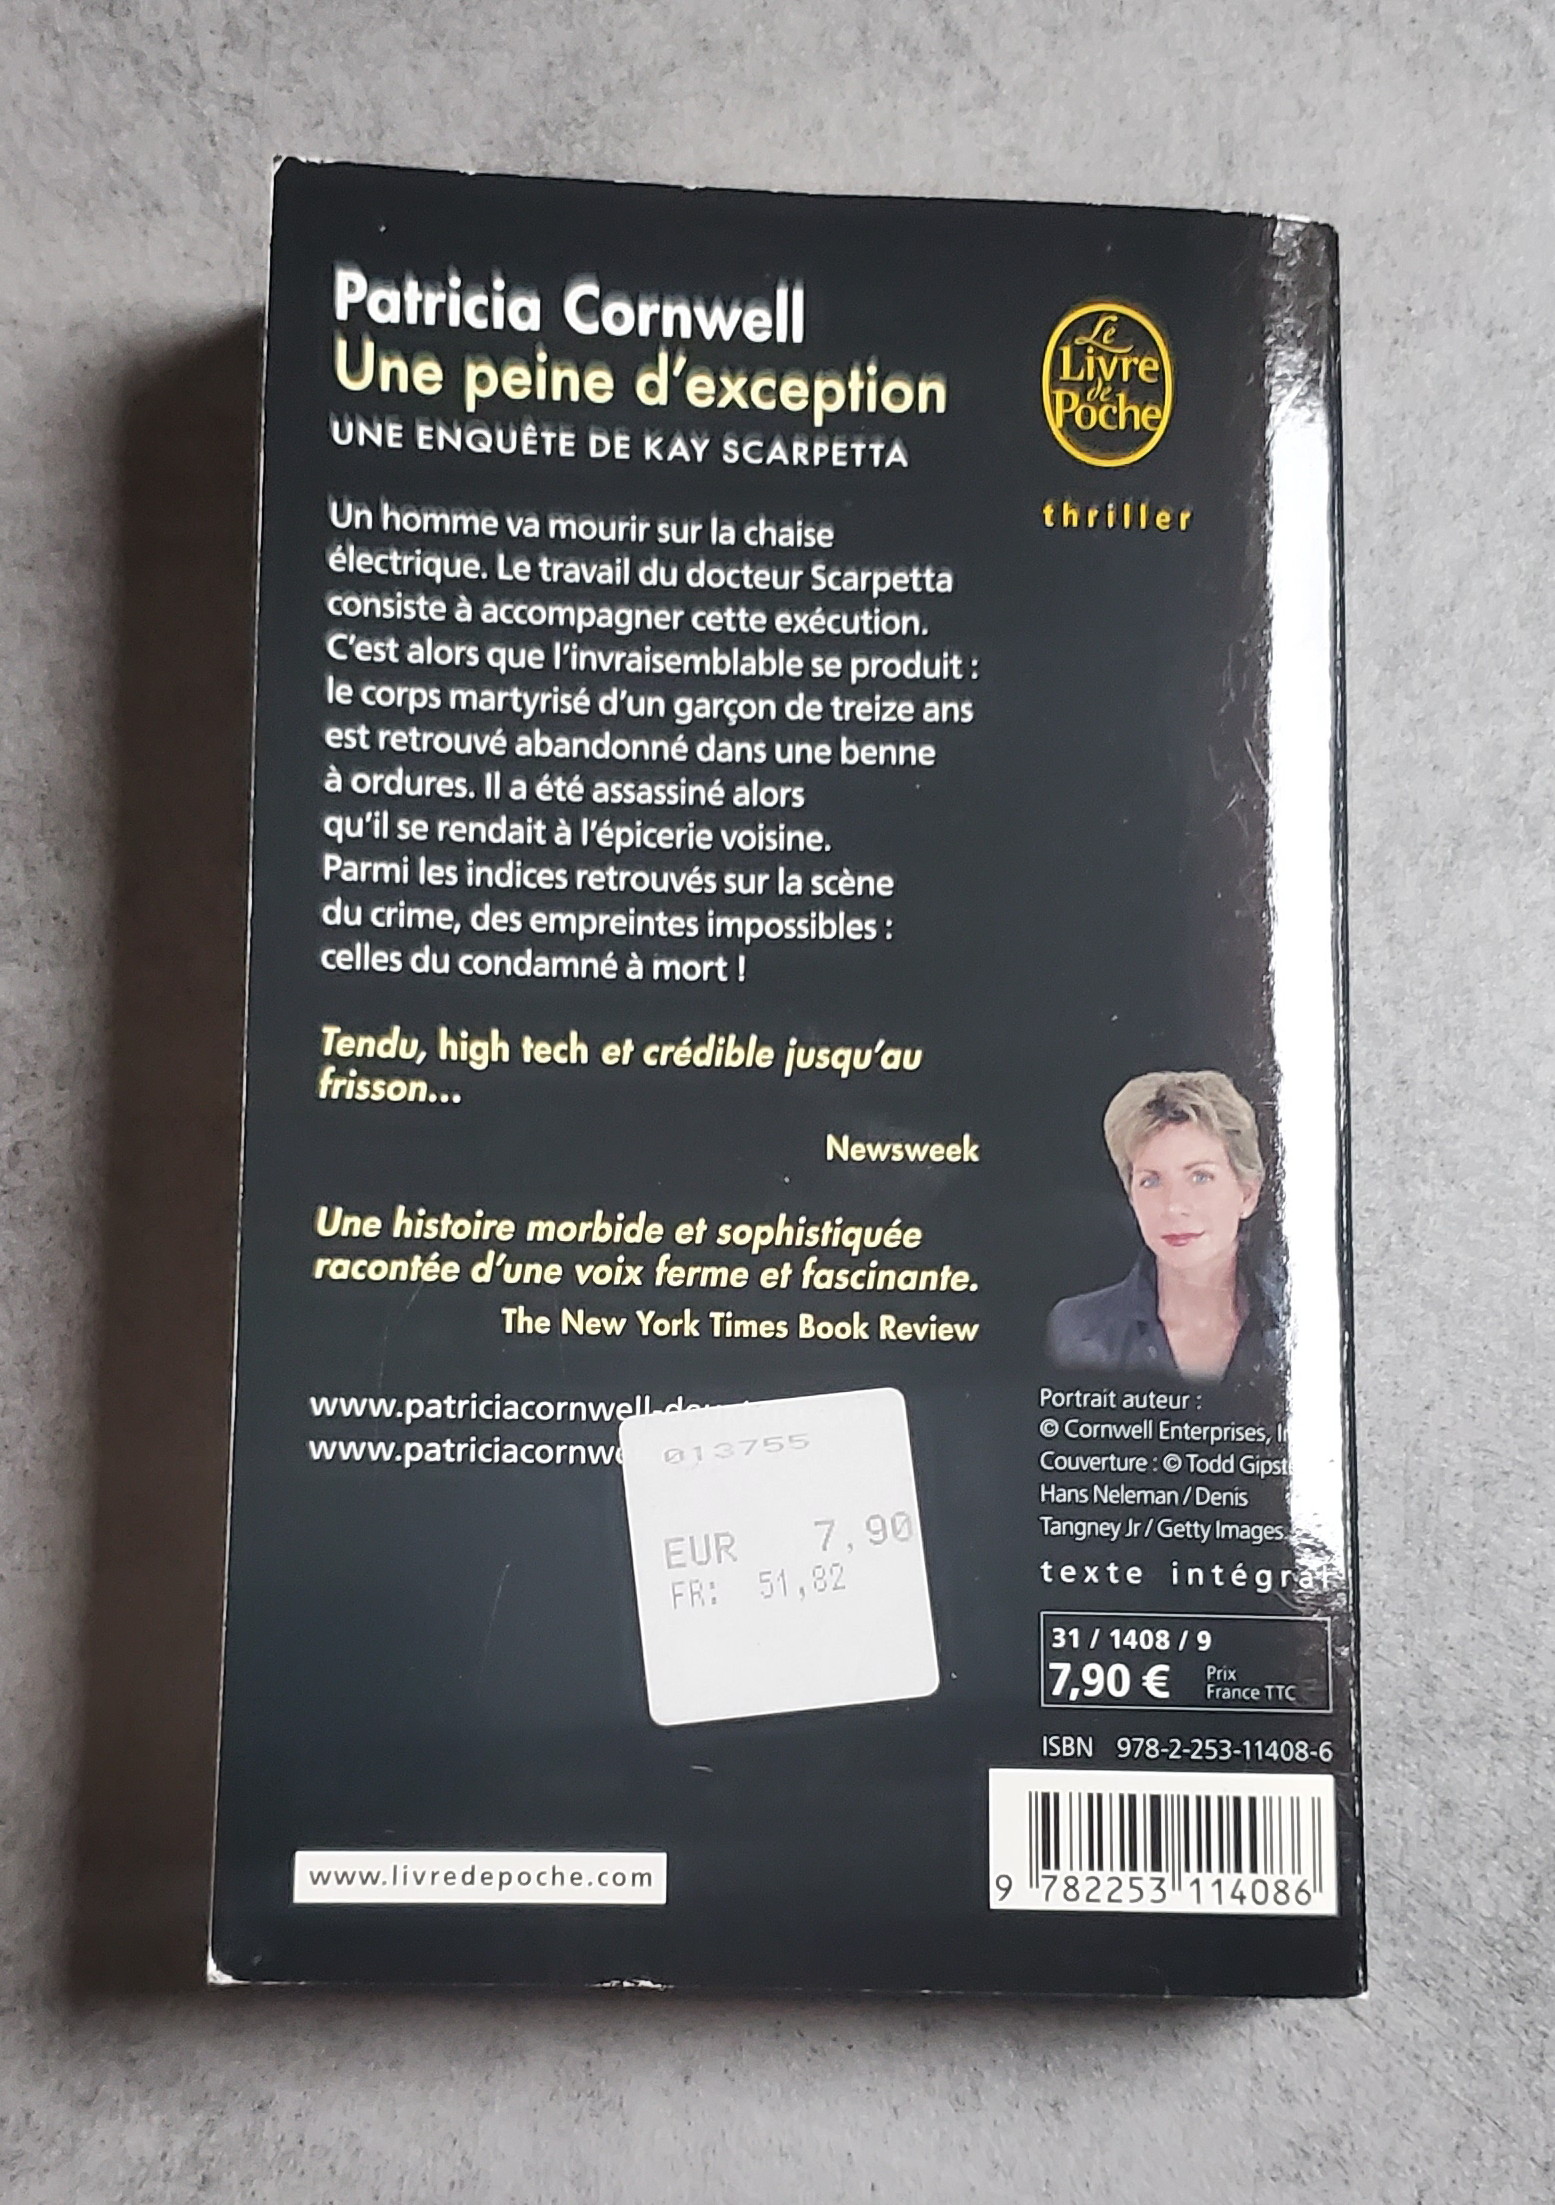 Patricia Cornwell
Une peine d'exception
UNE ENQUÊTE DE KAY SCARPETTA
Un homme va mourir sur la chaise
électrique. Le travail du docteur Scarpetta
consiste à accompagner cette exécution.
C'est alors que l'invraisemblable se produit :
le corps martyrisé d'un garçon de treize ans
est retrouvé abandonné dans une benne
à ordures. Il a été assassiné alors
qu'il se rendait à l'épicerie voisine.
Parmi les indices retrouvés sur la scène
du crime, des empreintes impossibles :
celles du condamné à mort !
Tendu, high tech et crédible jusqu'au
frisson...
Newsweek
Une histoire morbide et sophistiquée
racontée d'une voix ferme et fascinante.
The New York Times Book Review
www.patriciacornwell-
www.patriciacornw
013755
EUR 7,90
FR: 51,82
www.livredepoche.com
Le
Livre
de
Poche
thriller
Portrait auteur :
© Cornwell Enterprises,
Couverture : © Todd
Hans Neleman / Denis
Tangney Jr / Getty Images.
texte intégral
31 / 1408 / 9
7,90 € Prix
France TTC
ISBN 978-2-253-11408-6
9 782253 114086